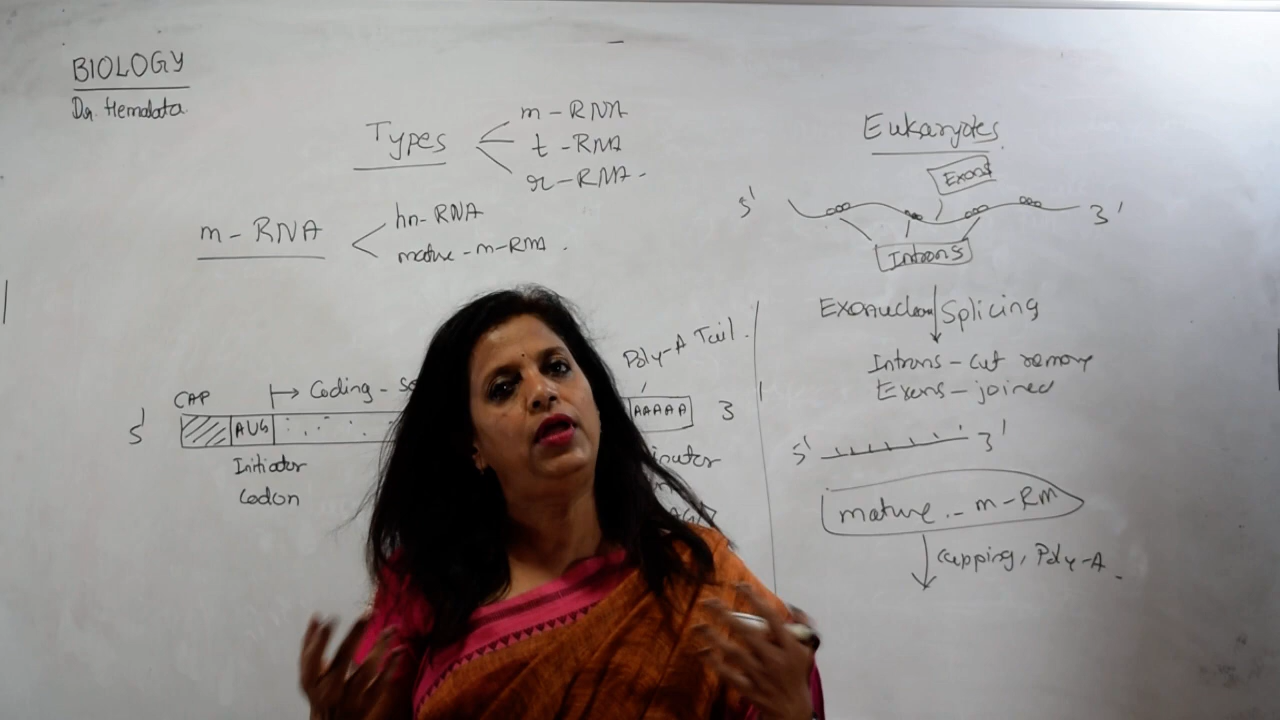 BIOLOGY
Dr. Hemalata
Types
m-RNA
t-RNA
r-RNA.
m-RNA
hn-RNA
mature-m-RNA.
CAP
Coding-
Poly-A Tail.
5'
AUG
AAAAA
3'
Initiator
Codon
Eukaryotes
Exons
5'
3'
Introns
Splicing
Introns-cut remove
Exons-joined
5'
3'
mature.-m-RNA
Capping, Poly-A.